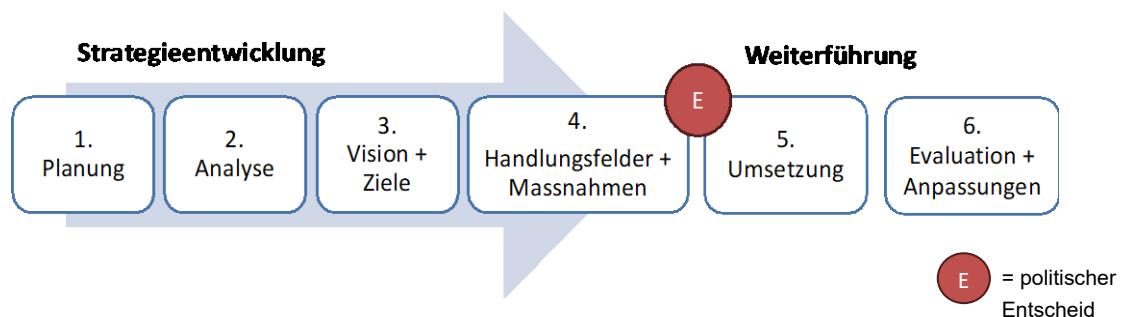 Strategieentwicklung
Weiterführung
1.
Planung
2.
Analyse
3.
Vision +
Ziele
4.
Handlungsfelder +
Massnahmen
E
5.
Umsetzung
6.
Evaluation +
Anpassungen
E
= politischer
Entscheid